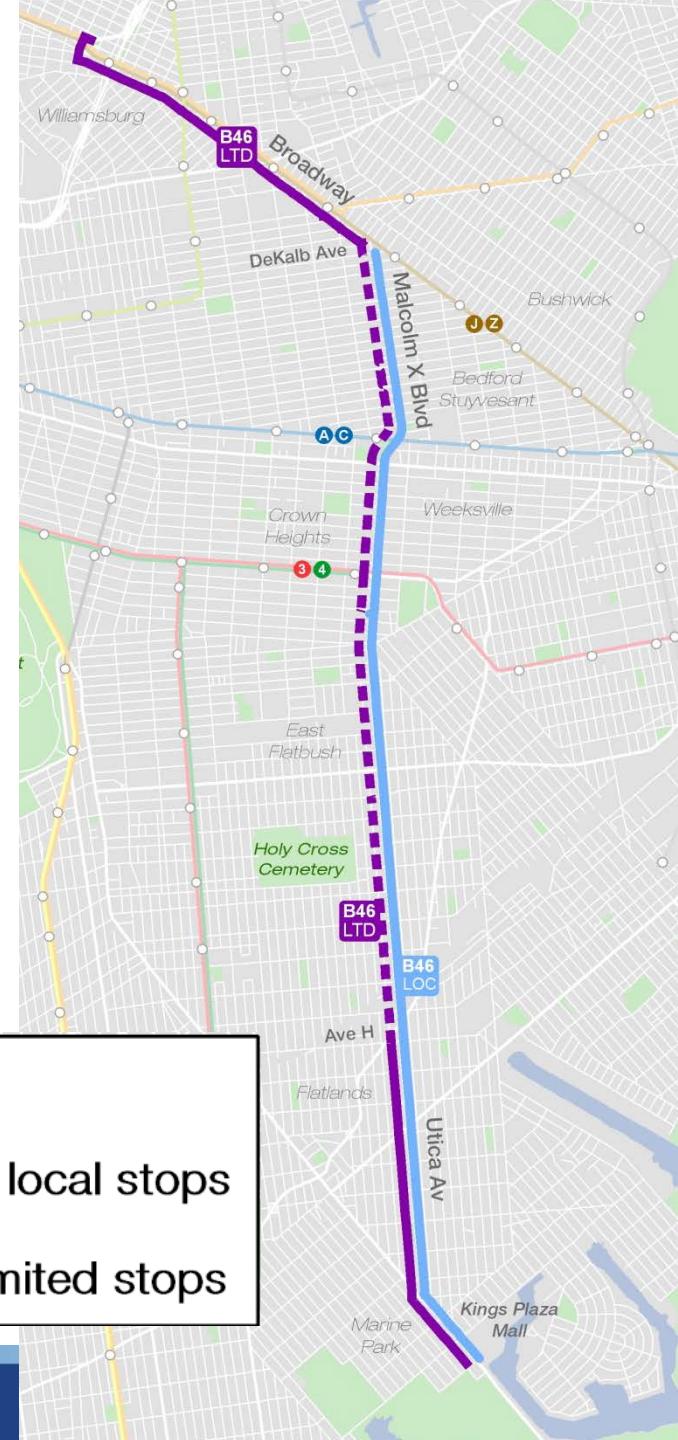 Williamsburg
B46
LTD
Broadway
DeKalb Ave
Malcolm X Blvd
Bushwick
J Z
Bedford
Stuyvesant
A C
Crown
Heights
Weeksville
3 4
East
Flatbush
Holy Cross
Cemetery
B46
LTD
B46
LOC
Ave H
Flatlands
Utica Av
local stops
stops
Kings Plaza
Mall
Marine
Park